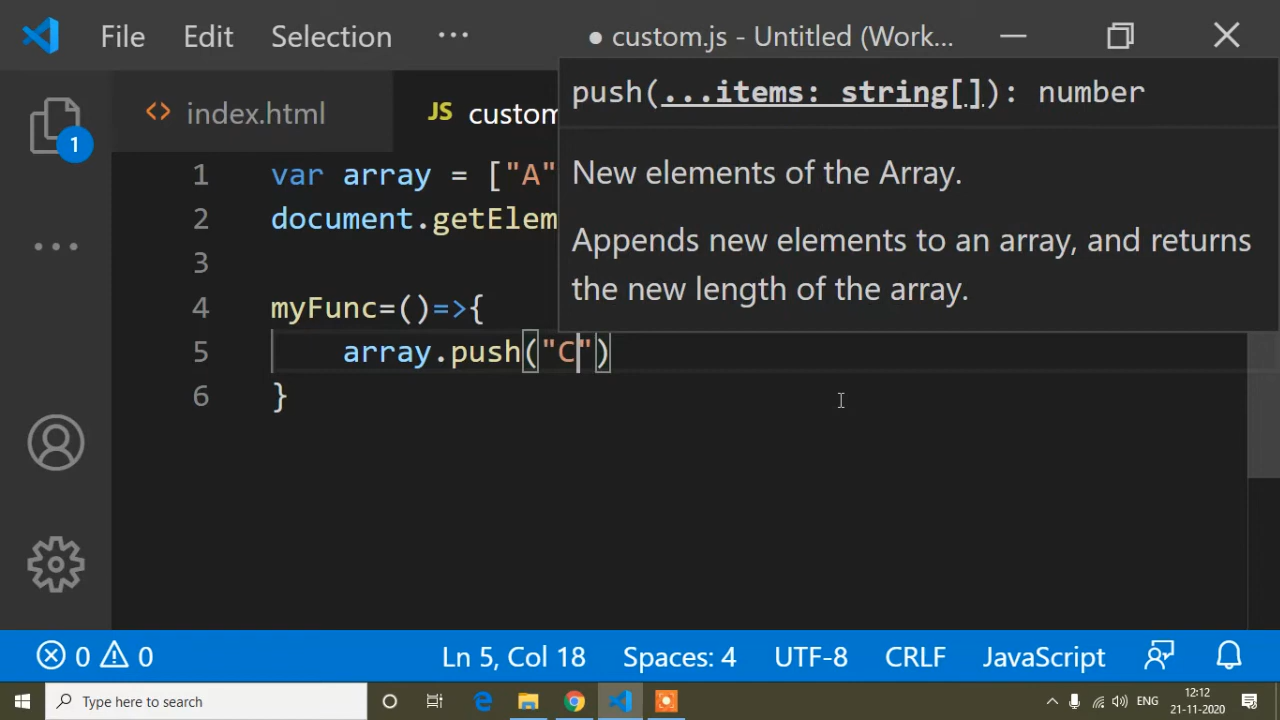 File Edit Selection ···
● custom.js - Untitled (Work...
index.html
JS custom
push(...items: string[]): number
New elements of the Array.
Appends new elements to an array, and returns
the new length of the array.
1 var array = ["A"
2 document.getElem
3
4 myFunc=()=>{
5 array.push("C")
6 }
1
0 0
Ln 5, Col 18
Spaces: 4
UTF-8
CRLF
JavaScript
Type here to search
ENG
12:12
21-11-2020